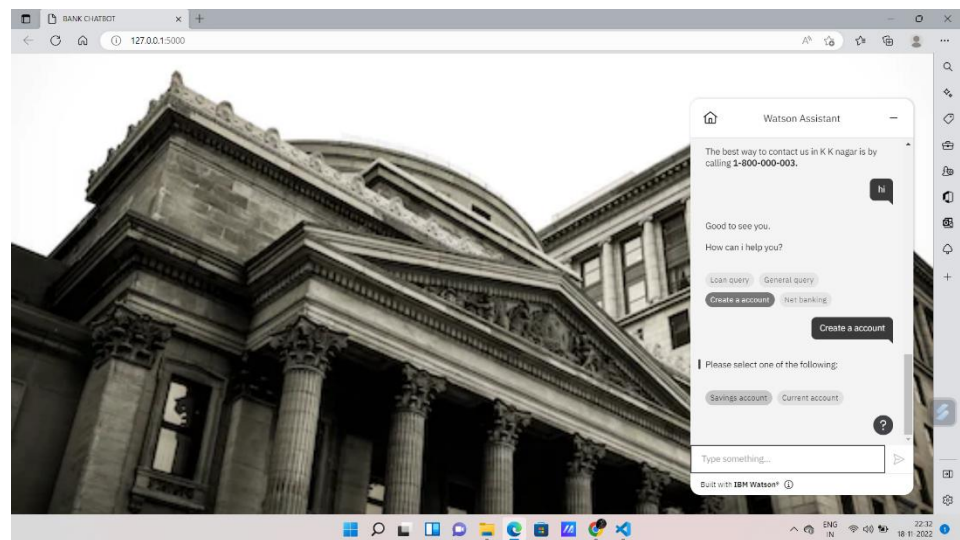 BANK CHATBOT
127.0.0.1:5000
Watson Assistant
The best way to contact us in K K nagar is by
calling 1-800-000-003.
hi
Good to see you.
How can i help you?
Loan query General query
Create a account Net banking
Create a account
Please select one of the following:
Savings account Current account
?
Type something...
Built with IBM Watson®
ENG
IN
22:32
18-11-2022